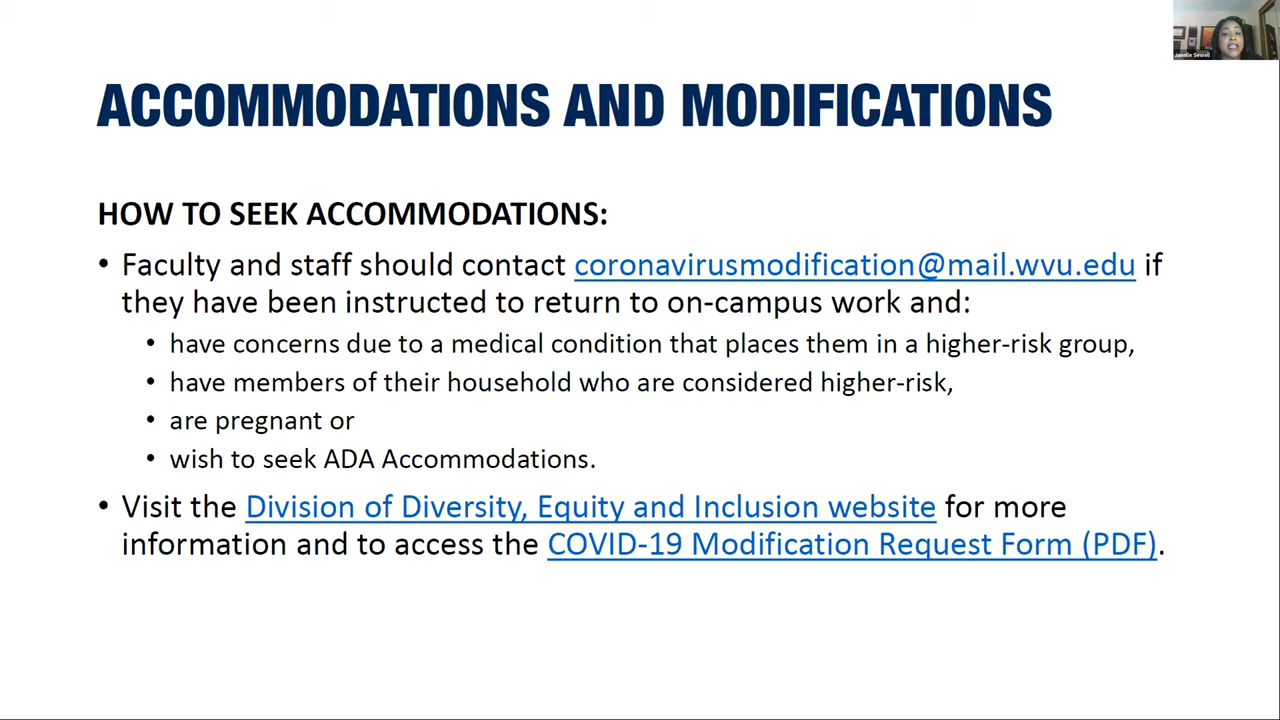 Janelle Sewell
ACCOMMODATIONS AND MODIFICATIONS
HOW TO SEEK ACCOMMODATIONS:
• Faculty and staff should contact coronavirusmodification@mail.wvu.edu if
they have been instructed to return to on-campus work and:
• have concerns due to a medical condition that places them in a higher-risk group,
• have members of their household who are considered higher-risk,
• are pregnant or
• wish to seek ADA Accommodations.
• Visit the Division of Diversity, Equity and Inclusion website for more
information and to access the COVID-19 Modification Request Form (PDF).